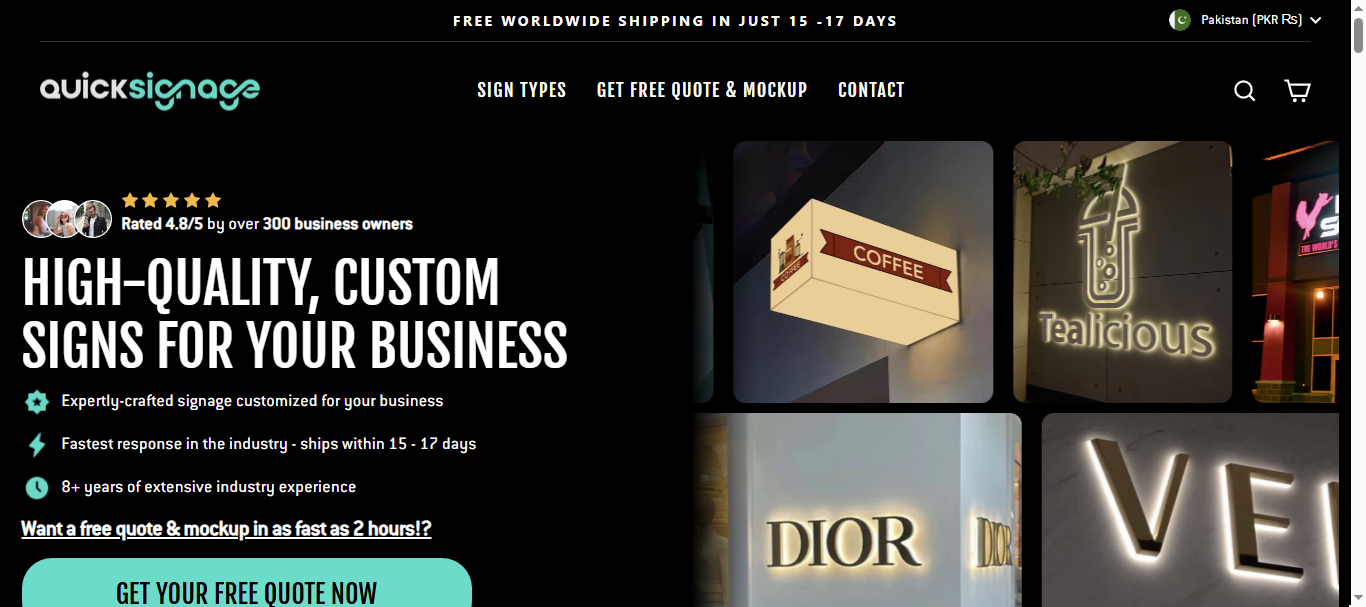 FREE WORLDWIDE SHIPPING IN JUST 15 -17 DAYS
Pakistan (PKR ₨)
quicksignage
SIGN TYPES
GET FREE QUOTE & MOCKUP
CONTACT
Rated 4.8/5 by over 300 business owners
HIGH-QUALITY, CUSTOM
SIGNS FOR YOUR BUSINESS
Expertly-crafted signage customized for your business
Fastest response in the industry - ships within 15 - 17 days
8+ years of extensive industry experience
Want a free quote & mockup in as fast as 2 hours!?
GET YOUR FREE QUOTE NOW
COFFEE
COFFEE
Tealicious
THE WORLD'S
DIOR
DIOR
VE